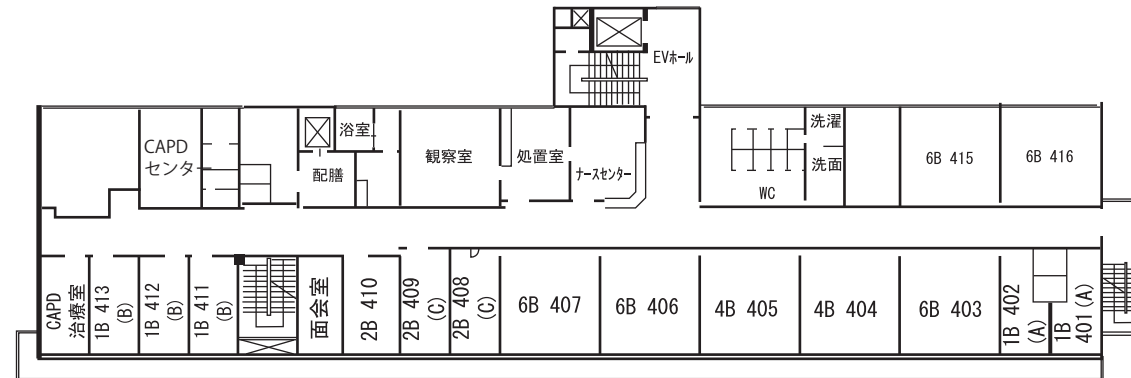 EVホール
CAPD
センター
浴室
配膳
観察室
処置室
ナースセンター
洗濯
洗面
WC
6B 415
6B 416
CAPD
治療室
1B 413
(B)
1B 412
(B)
1B 411
(B)
面会室
2B 410
2B 409
(C)
2B 408
(C)
6B 407
6B 406
4B 405
4B 404
6B 403
1B 402
(A)
1B
401 (A)